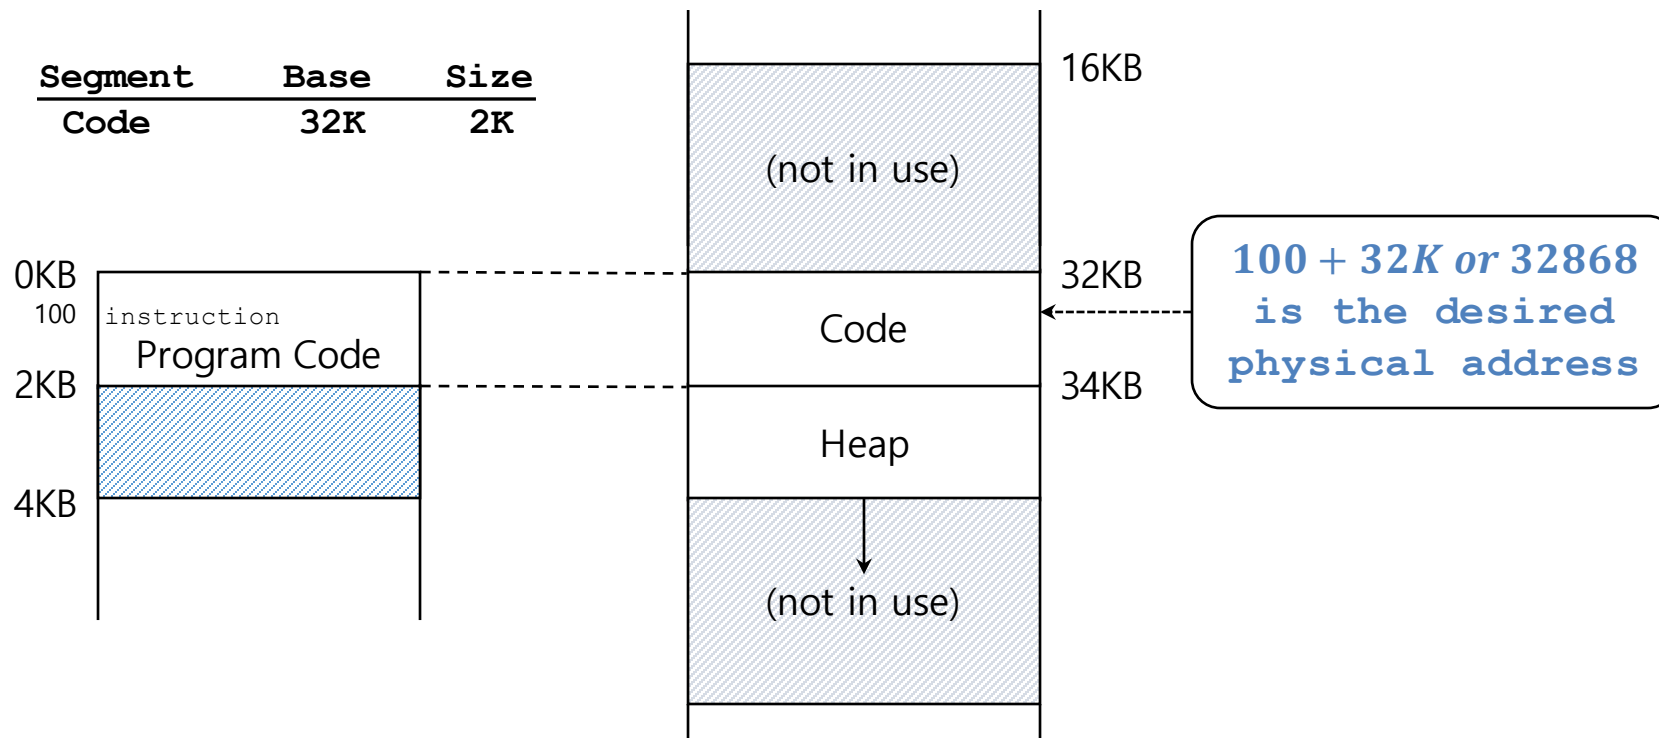 Segment Base Size
Code 32K 2K
0KB
100 instruction
Program Code
2KB
4KB
16KB
(not in use)
32KB
Code
34KB
Heap
(not in use)
100 + 32K or 32868
is the desired
physical address